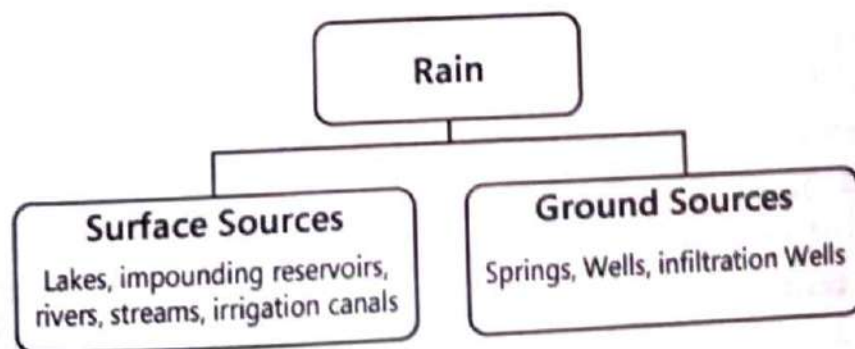 Rain
Surface Sources
Lakes, impounding reservoirs,
rivers, streams, irrigation canals
Ground Sources
Springs, Wells, infiltration Wells